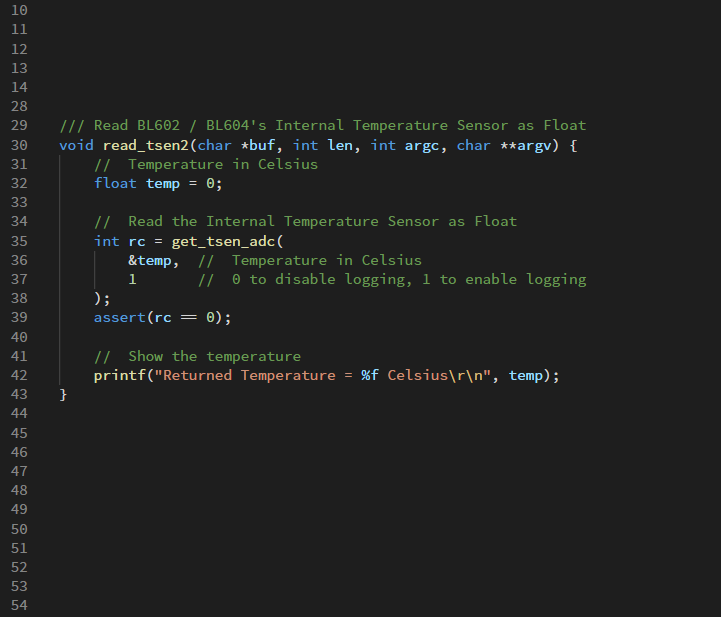 10
11
12
13
14
28
29 /// Read BL602 / BL604's Internal Temperature Sensor as Float
30 void read_tsen2(char *buf, int len, int argc, char **argv) {
31     //  Temperature in Celsius
32     float temp = 0;
33
34     //  Read the Internal Temperature Sensor as Float
35     int rc = get_tsen_adc(
36         &temp,  //  Temperature in Celsius
37         1       //  0 to disable logging, 1 to enable logging
38     );
39     assert(rc == 0);
40
41     //  Show the temperature
42     printf("Returned Temperature = %f Celsius\r\n", temp);
43 }
44
45
46
47
48
49
50
51
52
53
54